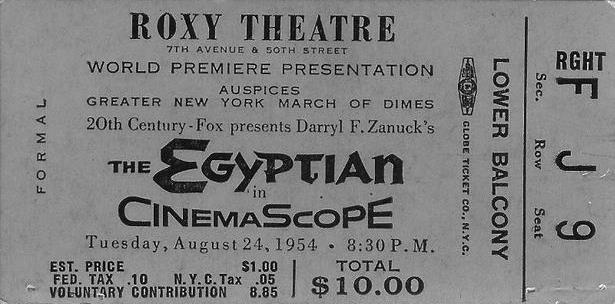 ROXY THEATRE
7TH AVENUE & 50TH STREET
WORLD PREMIERE PRESENTATION
AUSPICES
GREATER NEW YORK MARCH OF DIMES
20th Century-Fox presents Darryl F. Zanuck's
THE EGYPTIAN
in
CINEMASCOPE
Tuesday, August 24, 1954 • 8:30 P.M.
EST. PRICE $1.00
FED. TAX .10 N.Y.C. Tax .05
VOLUNTARY CONTRIBUTION 8.85
TOTAL
$10.00
FORMAL
GLOBE TICKET CO., N.Y.C.
LOWER BALCONY
RGHT
Sec. F
Row J
Seat 9